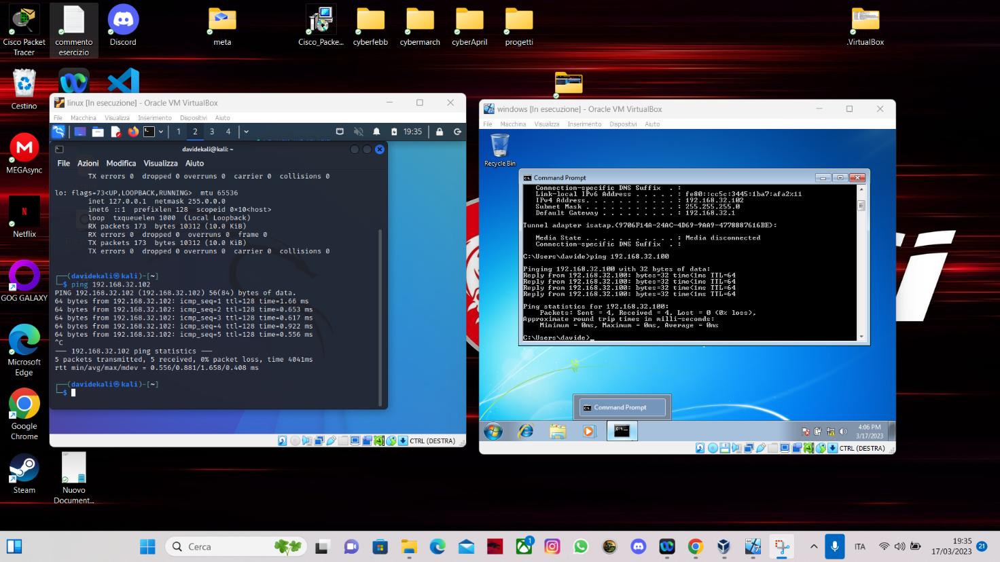 Cisco Packet
Tracer
commento
esercizio
Discord
meta
Cisco_Packe...
cyberfebb
cybermarch
cyberApril
progetti
.VirtualBox
Cestino
MEGAsync
Netflix
GOG GALAXY
Microsoft
Edge
Google
Chrome
Steam
Nuovo
Document...
linux [In esecuzione] - Oracle VM VirtualBox
File Macchina Visualizza Inserimento Dispositivi Aiuto
1 2 3 4 19:35
davidekali@kali: ~
File Azioni Modifica Visualizza Aiuto
TX errors 0 dropped 0 overruns 0 carrier 0 collisions 0
lo: flags=73<UP,LOOPBACK,RUNNING> mtu 65536
inet 127.0.0.1 netmask 255.0.0.0
inet6 ::1 prefixlen 128 scopeid 0×10<host>
loop txqueuelen 1000 (Local Loopback)
RX packets 173 bytes 10312 (10.0 KiB)
RX errors 0 dropped 0 overruns 0 frame 0
TX packets 173 bytes 10312 (10.0 KiB)
TX errors 0 dropped 0 overruns 0 carrier 0 collisions 0
┌──(davidekali㉿kali)-[~]
└─$ ping 192.168.32.102
PING 192.168.32.102 (192.168.32.102) 56(84) bytes of data.
64 bytes from 192.168.32.102: icmp_seq=1 ttl=128 time=1.66 ms
64 bytes from 192.168.32.102: icmp_seq=2 ttl=128 time=0.653 ms
64 bytes from 192.168.32.102: icmp_seq=3 ttl=128 time=0.617 ms
64 bytes from 192.168.32.102: icmp_seq=4 ttl=128 time=0.922 ms
64 bytes from 192.168.32.102: icmp_seq=5 ttl=128 time=0.556 ms
^C
─── 192.168.32.102 ping statistics ───
5 packets transmitted, 5 received, 0% packet loss, time 4041ms
rtt min/avg/max/mdev = 0.556/0.881/1.658/0.408 ms
┌──(davidekali㉿kali)-[~]
└─$
CTRL (DESTRA)
windows [In esecuzione] - Oracle VM VirtualBox
File Macchina Visualizza Inserimento Dispositivi Aiuto
Recycle Bin
Command Prompt
Connection-specific DNS Suffix . :
Link-local IPv6 Address . . . . . : fe80::cc5c:3445:1ba7:afa2%11
IPv4 Address. . . . . . . . . . . : 192.168.32.102
Subnet Mask . . . . . . . . . . . : 255.255.255.0
Default Gateway . . . . . . . . . : 192.168.32.1
Tunnel adapter isatap.{9706F14A-24AC-4D69-9AA9-4778887616BE}:
Media State . . . . . . . . . . . : Media disconnected
Connection-specific DNS Suffix . :
C:\Users\davide>ping 192.168.32.100
Pinging 192.168.32.100 with 32 bytes of data:
Reply from 192.168.32.100: bytes=32 time<1ms TTL=64
Reply from 192.168.32.100: bytes=32 time<1ms TTL=64
Reply from 192.168.32.100: bytes=32 time<1ms TTL=64
Reply from 192.168.32.100: bytes=32 time<1ms TTL=64
Ping statistics for 192.168.32.100:
Packets: Sent = 4, Received = 4, Lost = 0 (0% loss),
Approximate round trip times in milli-seconds:
Minimum = 0ms, Maximum = 0ms, Average = 0ms
C:\Users\davide>_
Command Prompt
4:06 PM
3/17/2023
CTRL (DESTRA)
Cerca
1
ITA
19:35
17/03/2023
21